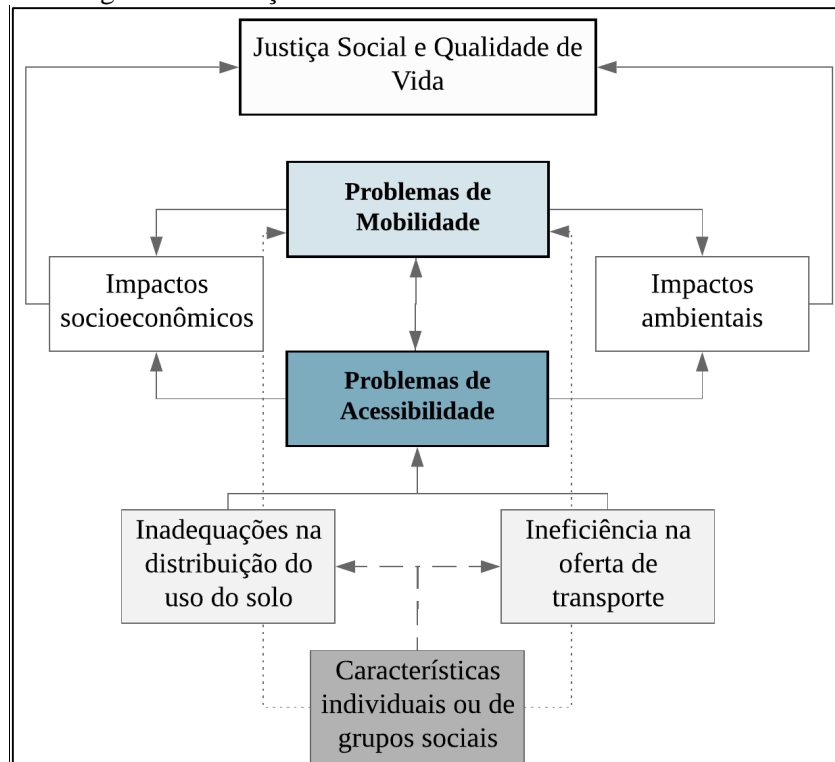 Justiça Social e Qualidade de
Vida
Problemas de
Mobilidade
Impactos
socioeconômicos
Impactos
ambientais
Problemas de
Acessibilidade
Inadequações na
distribuição do
uso do solo
Ineficiência na
oferta de
transporte
Características
individuais ou de
grupos sociais